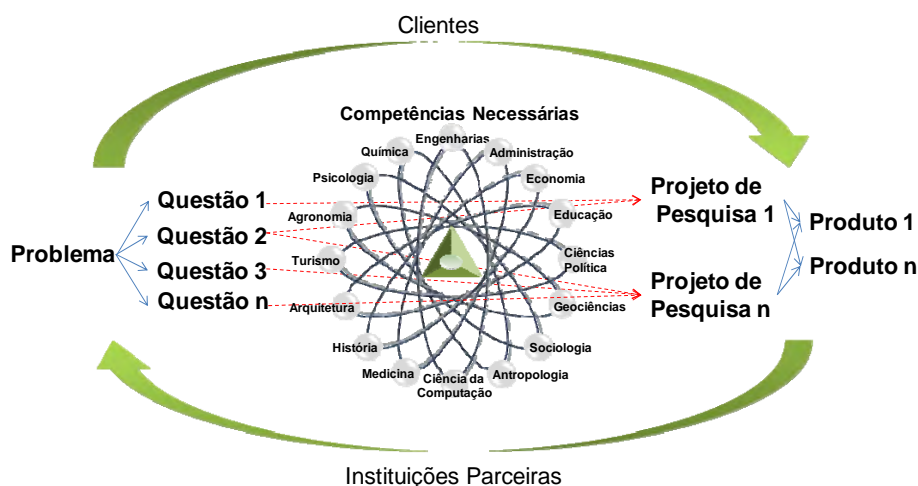 Clientes
Competências Necessárias
Engenharias
Química
Administração
Psicologia
Economia
Questão 1
Projeto de
Pesquisa 1
Agronomia
Educação
Produto 1
Questão 2
Problema
Turismo
Ciências
Política
Questão 3
Produto n
Projeto de
Pesquisa n
Questão n
Arquitetura
Geociências
História
Sociologia
Medicina
Ciência da
Computação
Antropologia
Instituições Parceiras